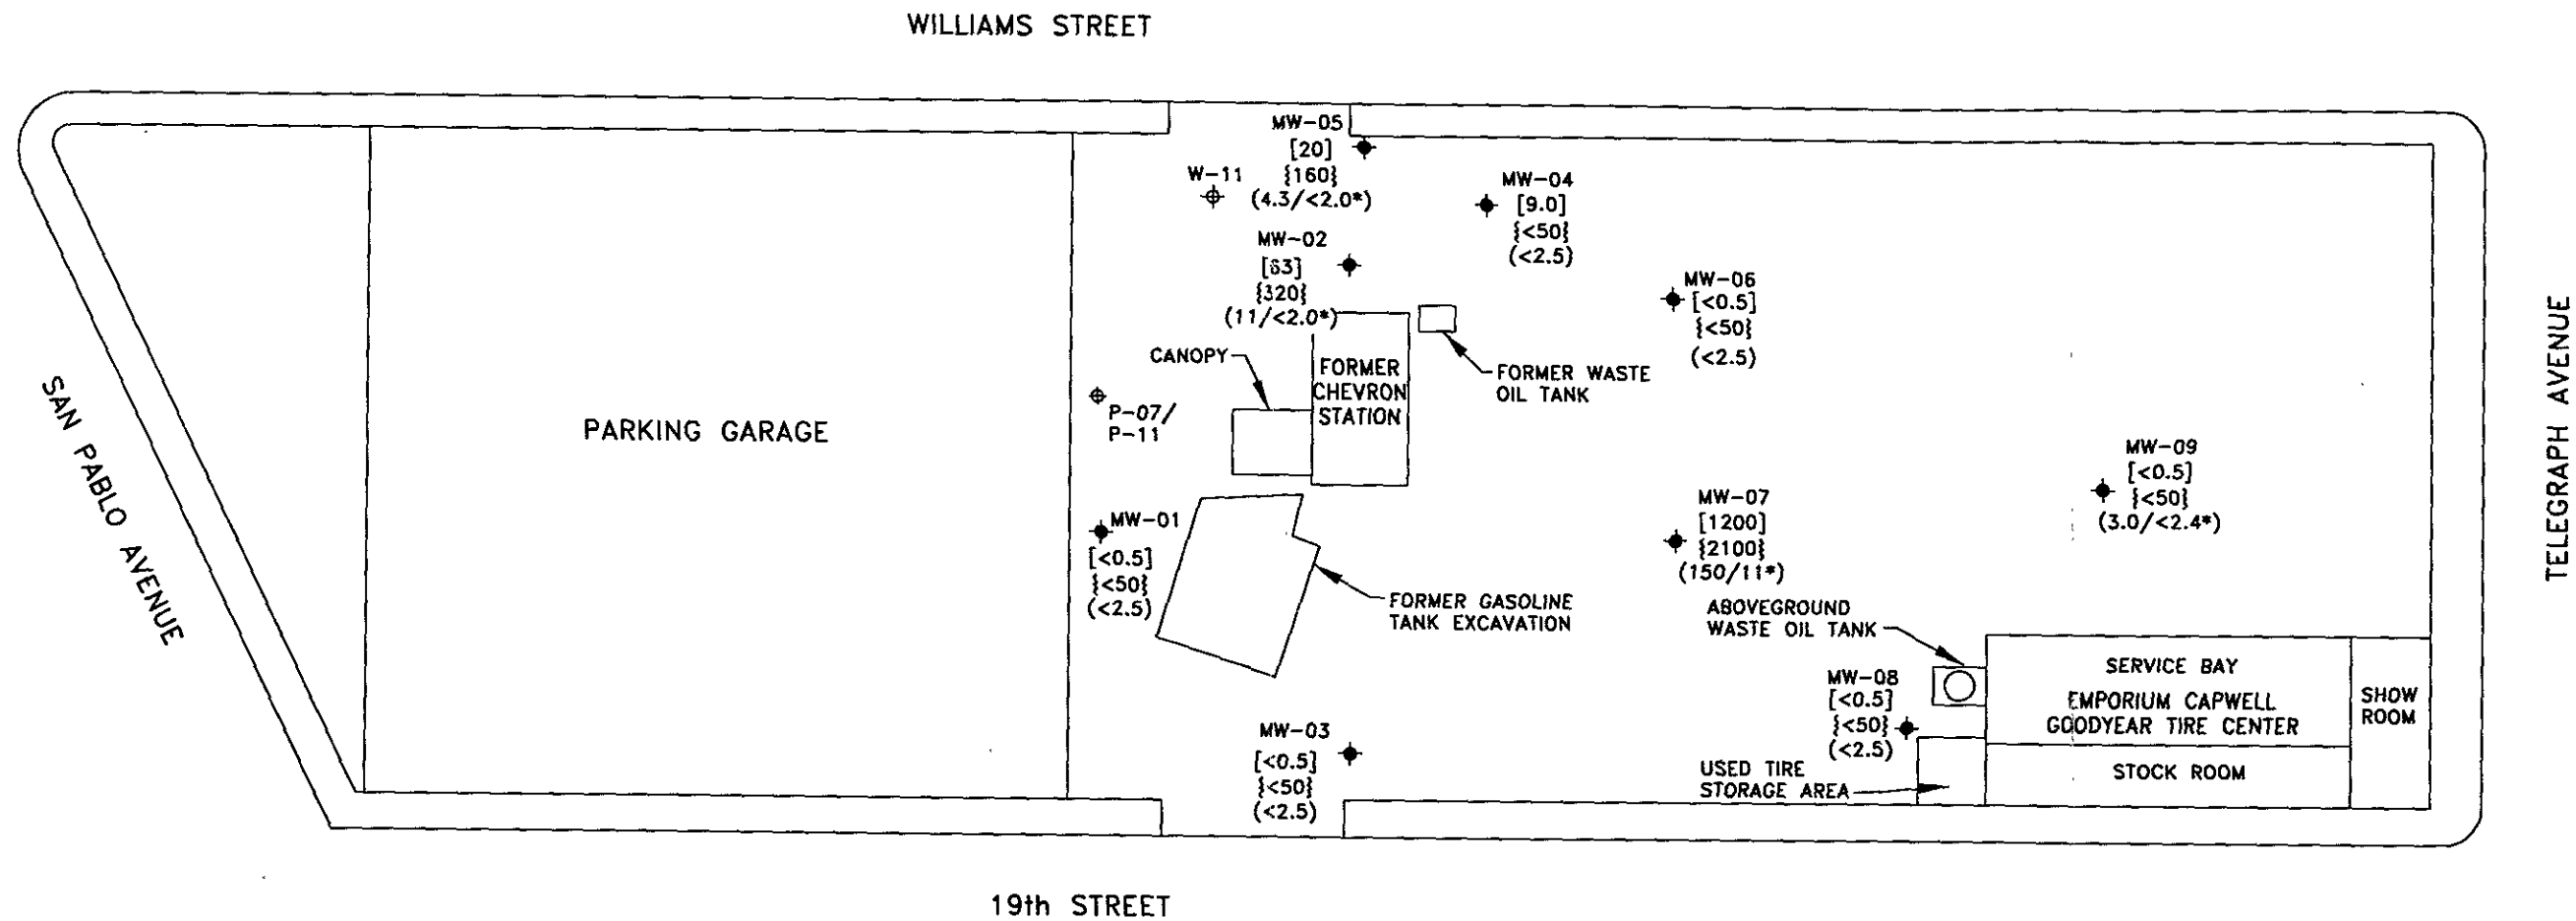 WILLIAMS STREET
MW-05
[20]
{160}
(4.3/<2.0*)
W-11
MW-04
[9.0]
{<50}
(<2.5)
MW-02
{320}
(11/<2.0*)
MW-06
[<0.5]
{<50}
(<2.5)
CANOPY
FORMER
CHEVRON
STATION
FORMER WASTE
OIL TANK
P-07/
P-11
PARKING GARAGE
SAN PABLO AVENUE
TELEGRAPH AVENUE
MW-09
[<0.5]
{<50}
(3.0/<2.4*)
MW-07
[1200]
{2100}
(150/11*)
MW-01
[<0.5]
{<50}
(<2.5)
FORMER GASOLINE
TANK EXCAVATION
ABOVEGROUND
WASTE OIL TANK
MW-08
[<0.5]
{<50}
(<2.5)
SERVICE BAY
EMPORIUM CAPWELL
GOODYEAR TIRE CENTER
SHOW
ROOM
STOCK ROOM
MW-03
[<0.5]
{<50}
(<2.5)
USED TIRE
STORAGE AREA
19th STREET